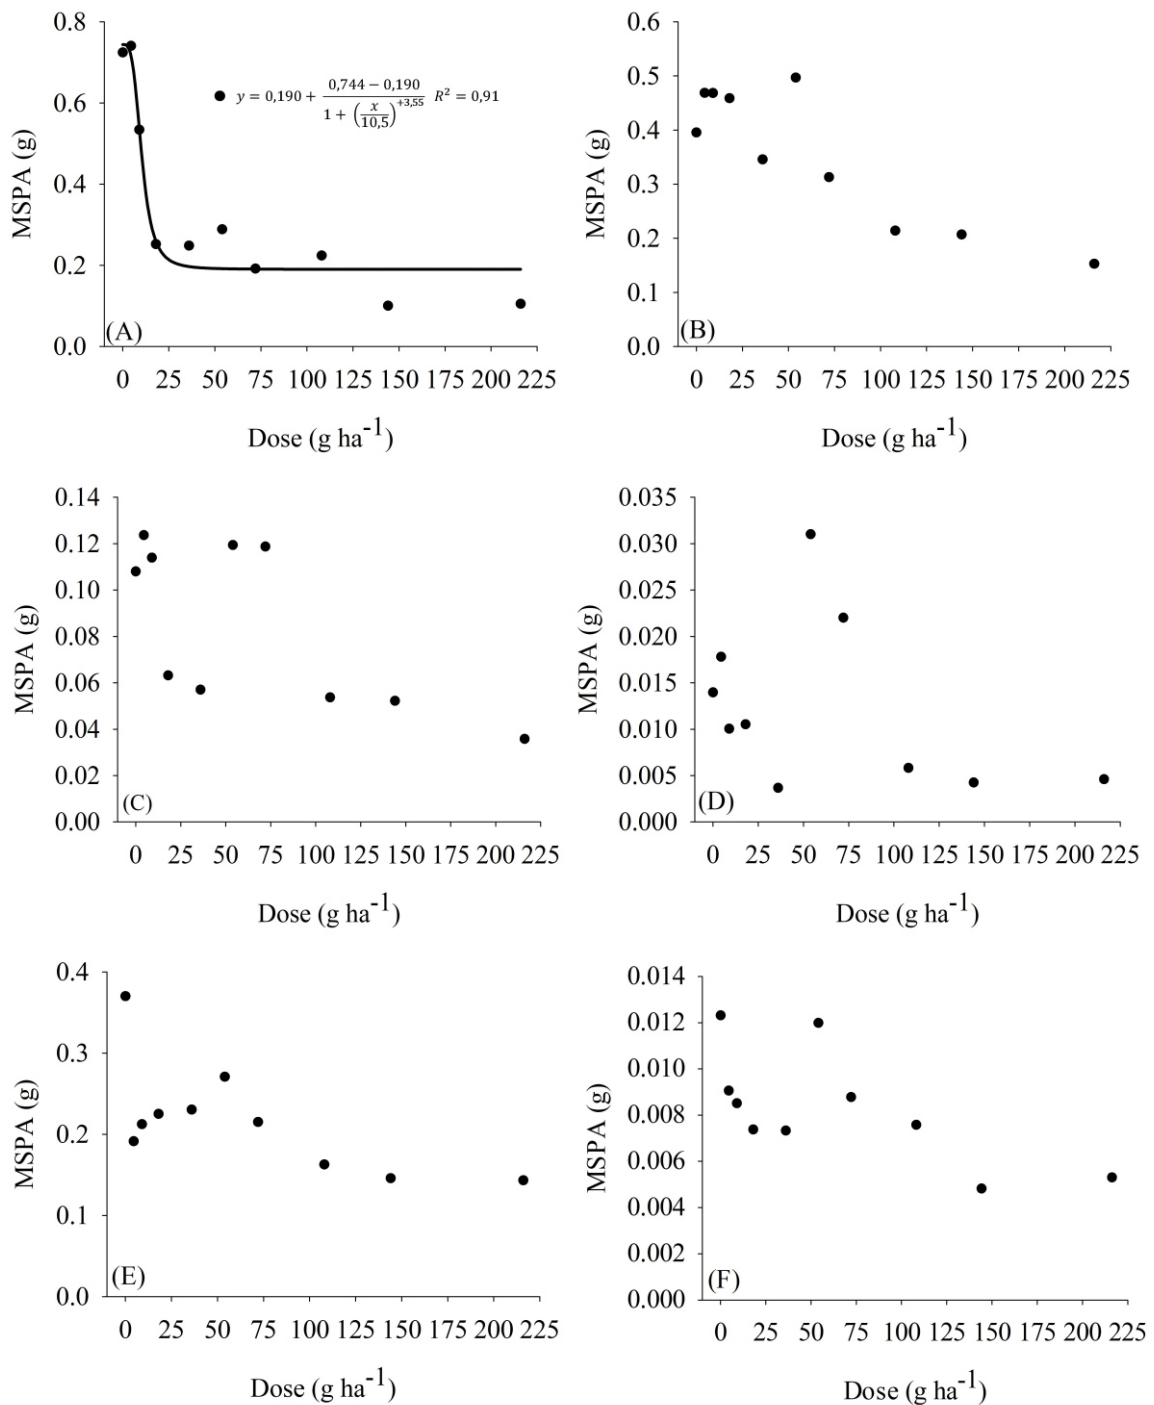 0.8
0.6
0.4
0.2
0.0
MSPA (g)
y = 0,190 + \frac{0,744 − 0,190}{1 + (\frac{x}{10,5})^{+3,55}} R² = 0,91
(A)
0 25 50 75 100 125 150 175 200 225
Dose (g ha⁻¹)
0.6
0.5
0.4
0.3
0.2
0.1
0.0
MSPA (g)
(B)
0 25 50 75 100 125 150 175 200 225
Dose (g ha⁻¹)
0.14
0.12
0.10
0.08
0.06
0.04
0.02
0.00
MSPA (g)
(C)
0 25 50 75 100 125 150 175 200 225
Dose (g ha⁻¹)
0.035
0.030
0.025
0.020
0.015
0.010
0.005
0.000
MSPA (g)
(D)
0 25 50 75 100 125 150 175 200 225
Dose (g ha⁻¹)
0.4
0.3
0.2
0.1
0.0
MSPA (g)
(E)
0 25 50 75 100 125 150 175 200 225
Dose (g ha⁻¹)
0.014
0.012
0.010
0.008
0.006
0.004
0.002
0.000
MSPA (g)
(F)
0 25 50 75 100 125 150 175 200 225
Dose (g ha⁻¹)